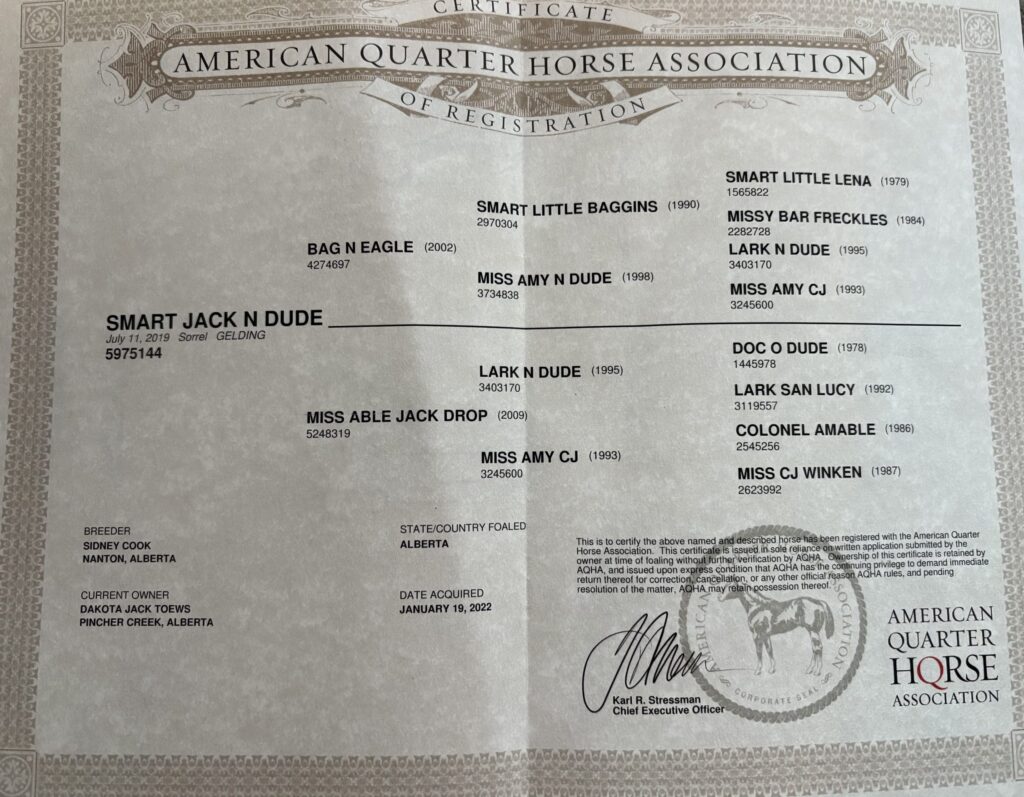 CERTIFICATE
AMERICAN QUARTER HORSE ASSOCIATION
OF REGISTRATION
SMART LITTLE LENA (1979)
1565822
SMART LITTLE BAGGINS (1990)
2970304
MISSY BAR FRECKLES (1984)
2282728
BAG N EAGLE (2002)
4274697
LARK N DUDE (1995)
3403170
MISS AMY N DUDE (1998)
3734838
MISS AMY CJ (1993)
3245600
SMART JACK N DUDE
July 11, 2019 Sorrel GELDING
5975144
DOC O DUDE (1978)
1445978
LARK N DUDE (1995)
3403170
LARK SAN LUCY (1992)
3119557
MISS ABLE JACK DROP (2009)
5248319
COLONEL AMABLE (1986)
2545256
MISS AMY CJ (1993)
3245600
MISS CJ WINKEN (1987)
2623992
BREEDER
SIDNEY COOK
NANTON, ALBERTA
STATE/COUNTRY FOALED
ALBERTA
CURRENT OWNER
DAKOTA JACK TOEWS
PINCHER CREEK, ALBERTA
DATE ACQUIRED
JANUARY 19, 2022
This is to certify the above named and described horse has been registered with the American Quarter
Horse Association. This certificate is issued in sole reliance on written application submitted by the
owner at time of foaling without further verification by AQHA. Ownership of this certificate is retained by
AQHA, and issued upon express condition that AQHA has the continuing privilege to demand immediate
return thereof for correction, cancellation, or any other official reason AQHA rules, and pending
resolution of the matter, AQHA may retain possession thereof.
Karl R. Stressman
Chief Executive Officer
AMERICAN QUARTER HORSE ASSOCIATION
CORPORATE SEAL
AMERICAN
QUARTER
HORSE
ASSOCIATION